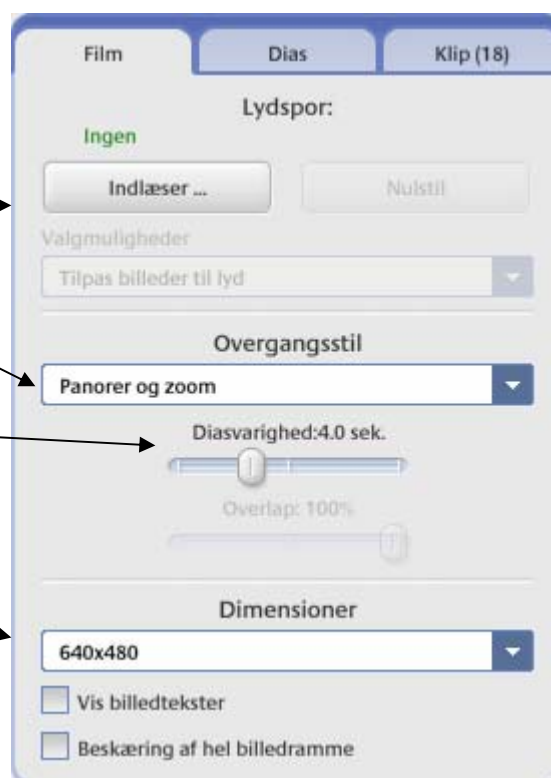 Film Dias Klip (18)
Lydspor:
Ingen
Indlæser ... Nulstil
Valgmuligheder
Tilpas billeder til lyd
Overgangsstil
Panorer og zoom
Diasvarighed:4.0 sek.
Overlap: 100%
Dimensioner
640x480
Vis billedtekster
Beskæring af hel billedramme